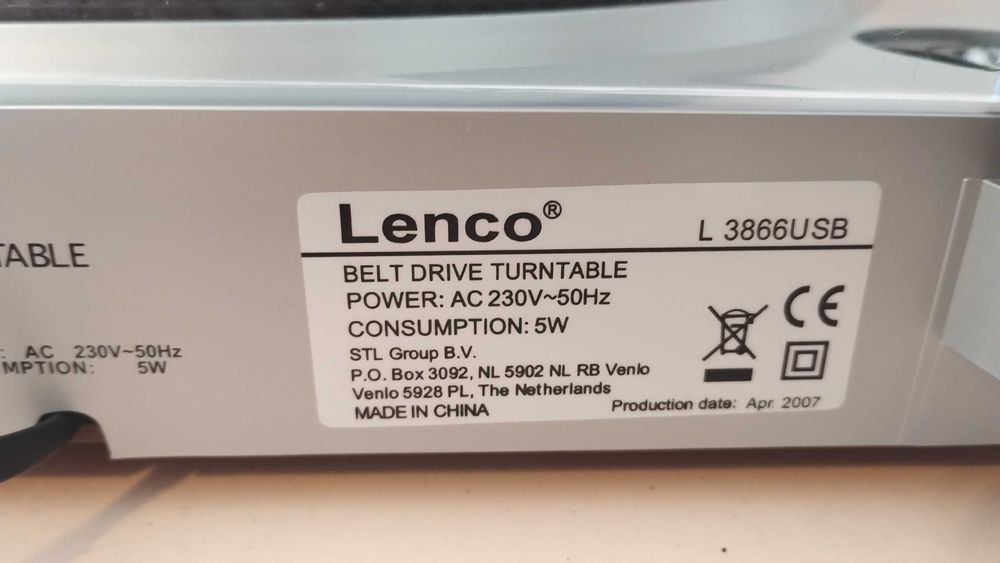 Lenco® L 3866USB
BELT DRIVE TURNTABLE
POWER: AC 230V~50Hz
CONSUMPTION: 5W
STL Group B.V.
P.O. Box 3092, NL 5902 NL RB Venlo
Venlo 5928 PL, The Netherlands
MADE IN CHINA Production date: Apr. 2007
CE
TABLE
: AC 230V~50Hz
MPTION: 5W